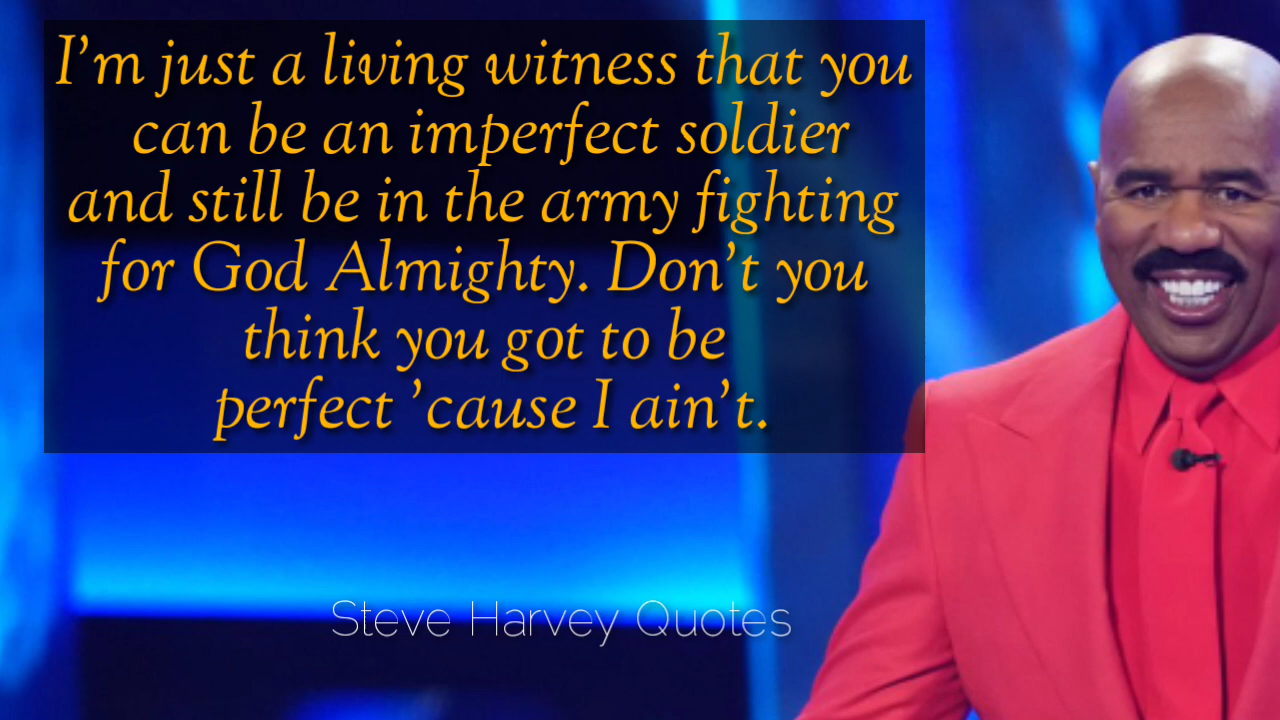 I’m just a living witness that you
can be an imperfect soldier
and still be in the army fighting
for God Almighty. Don’t you
think you got to be
perfect ’cause I ain’t.
Steve Harvey Quotes